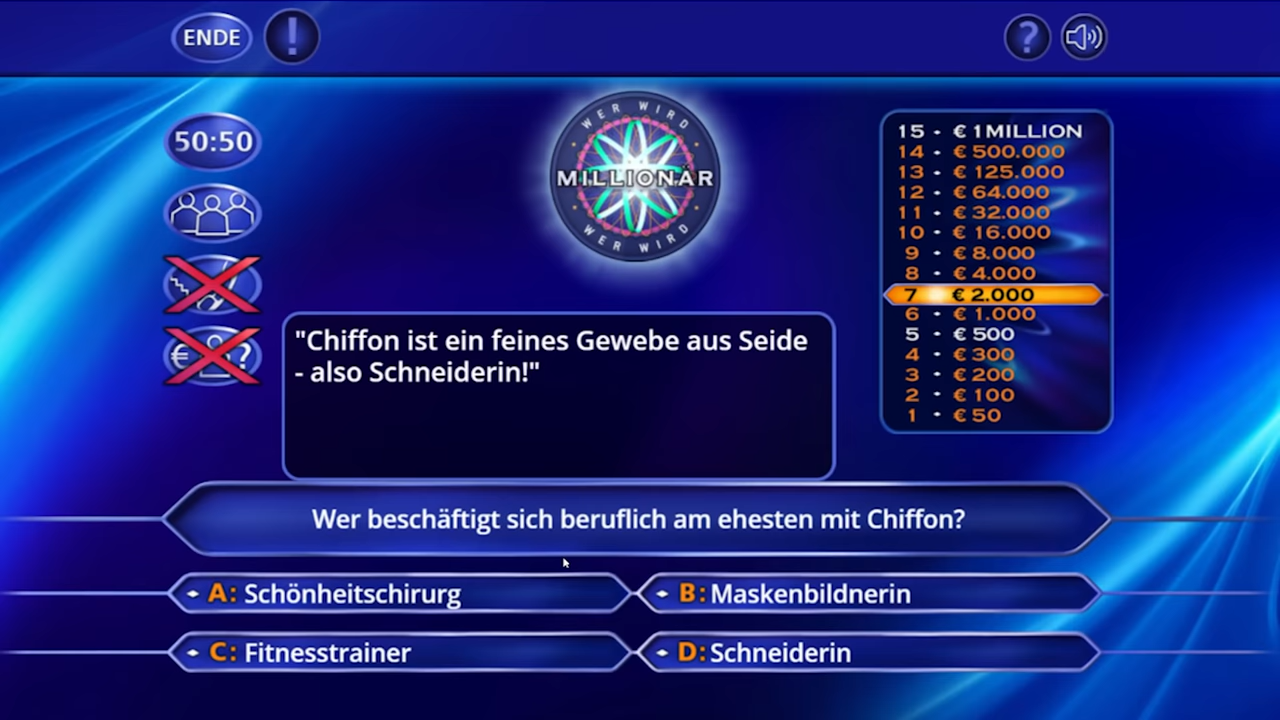 ENDE
!
?
50:50
WER WIRD
MILLIONÄR
WER WIRD
€ ?
15 · € 1 MILLION
14 · € 500.000
13 · € 125.000
12 · € 64.000
11 · € 32.000
10 · € 16.000
9 · € 8.000
8 · € 4.000
7 € 2.000
6 · € 1.000
5 · € 500
4 · € 300
3 · € 200
2 · € 100
1 · € 50
"Chiffon ist ein feines Gewebe aus Seide
- also Schneiderin!"
Wer beschäftigt sich beruflich am ehesten mit Chiffon?
A: Schönheitschirurg
B: Maskenbildnerin
C: Fitnesstrainer
D: Schneiderin